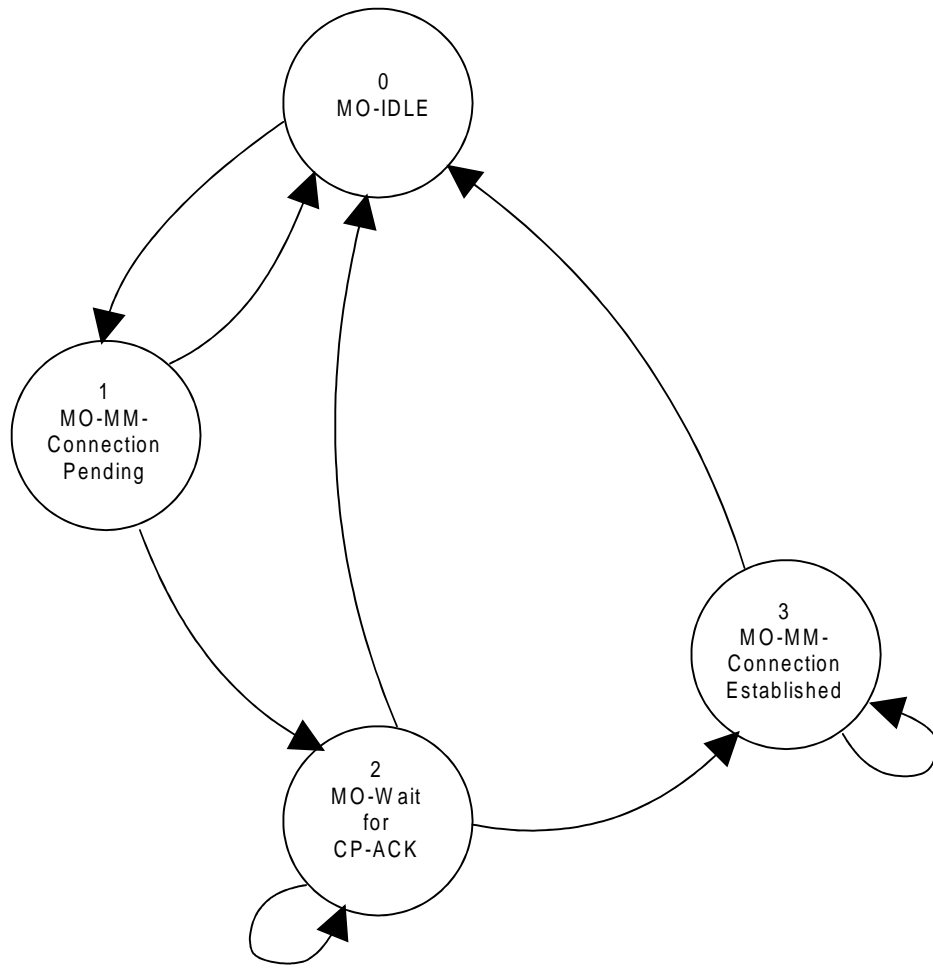 0
MO-IDLE
1
MO-MM-
Connection
Pending
3
MO-MM-
Connection
Established
2
MO-Wait
for
CP-ACK